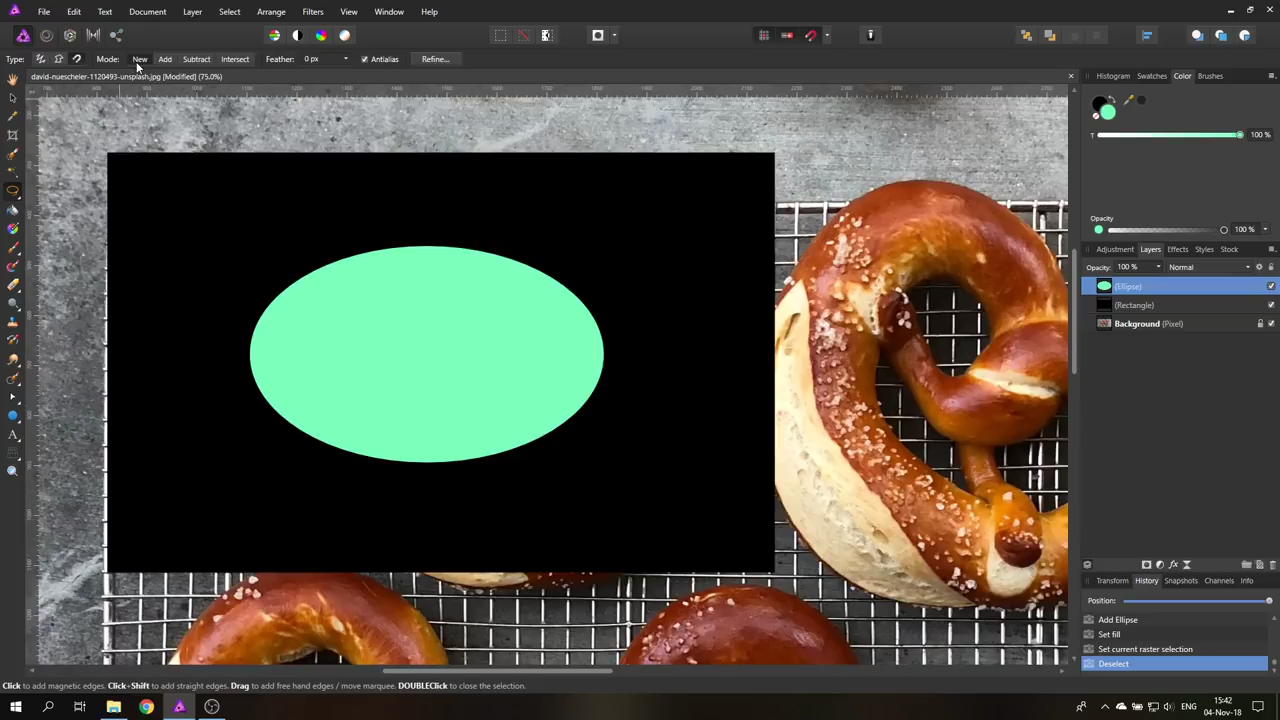 File Edit Text Document Layer Select Arrange Filters View Window Help
Type: Mode: New Add Subtract Intersect Feather: 0 px Antialias Refine...
david-nuescheler-1120493-unsplash.jpg [Modified] (75.0%)
Histogram Swatches Color Brushes
T 100 %
Opacity
100 %
Adjustment Layers Effects Styles Stock
Opacity: 100 % Normal
(Ellipse)
(Rectangle)
Background (Pixel)
Transform History Snapshots Channels Info
Position:
Add Ellipse
Set fill
Set current raster selection
Deselect
Click to add magnetic edges. Click+Shift to add straight edges. Drag to add free hand edges / move marquee. DOUBLEClick to close the selection.
ENG
15:42
04-Nov-18